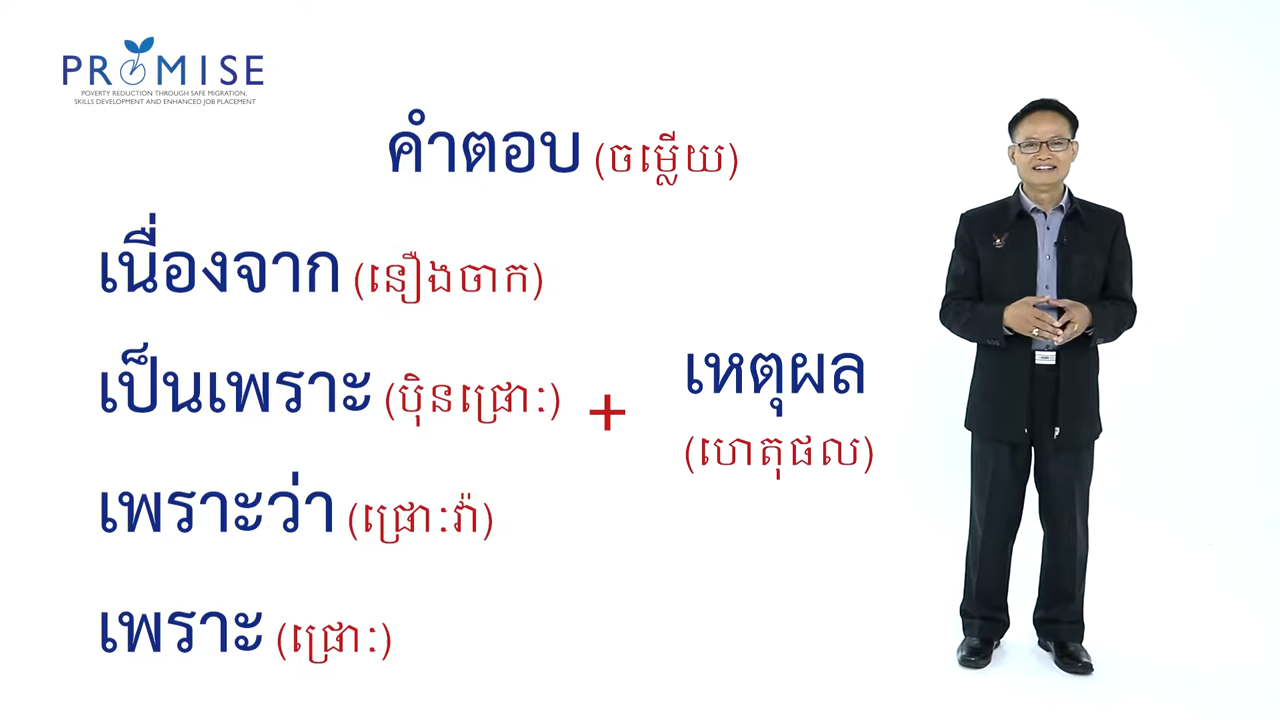 PROMISE
POVERTY REDUCTION THROUGH SAFE MIGRATION,
SKILLS DEVELOPMENT AND ENHANCED JOB PLACEMENT
คำตอบ (ចម្លើយ)
เนื่องจาก (នឿងចាក)
เป็นเพราะ (ប៉ិនជ្រោៈ)
+
เหตุผล
(ហេតុផល)
เพราะว่า (ជ្រោៈវ៉ា)
เพราะ (ជ្រោៈ)